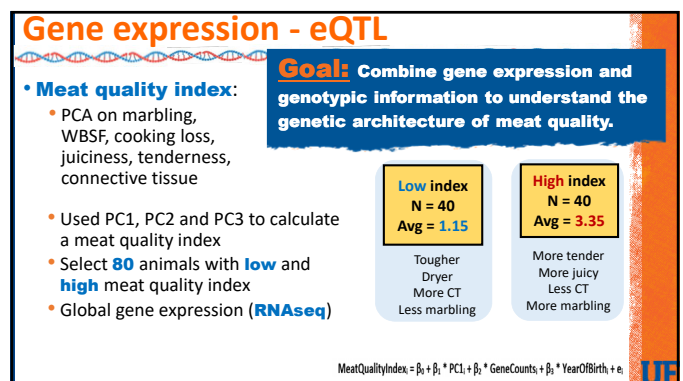 Gene expression - eQTL
Goal: Combine gene expression and
genotypic information to understand the
genetic architecture of meat quality.
• Meat quality index:
• PCA on marbling,
WBSF, cooking loss,
juiciness, tenderness,
connective tissue
• Used PC1, PC2 and PC3 to calculate
a meat quality index
• Select 80 animals with low and
high meat quality index
• Global gene expression (RNAseq)
Low index
N = 40
Avg = 1.15
Tougher
Dryer
More CT
Less marbling
High index
N = 40
Avg = 3.35
More tender
More juicy
Less CT
More marbling
MeatQualityIndexᵢ = β₀ + β₁ * PC1ᵢ + β₂ * GeneCountsᵢ + β₃ * YearOfBirthᵢ + eᵢ
UF